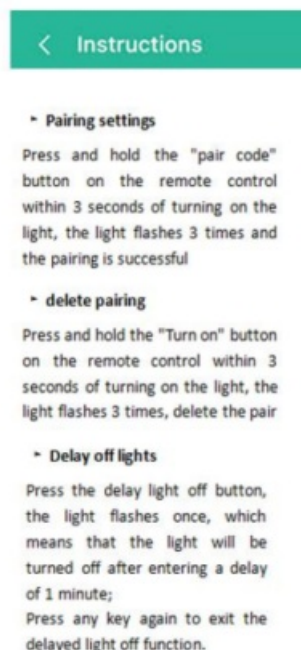 Instructions
Pairing settings
Press and hold the "pair code"
button on the remote control
within 3 seconds of turning on the
light, the light flashes 3 times and
the pairing is successful
delete pairing
Press and hold the "Turn on" button
on the remote control within 3
seconds of turning on the light, the
light flashes 3 times, delete the pair
Delay off lights
Press the delay light off button,
the light flashes once, which
means that the light will be
turned off after entering a delay
of 1 minute;
Press any key again to exit the
delayed light off function.